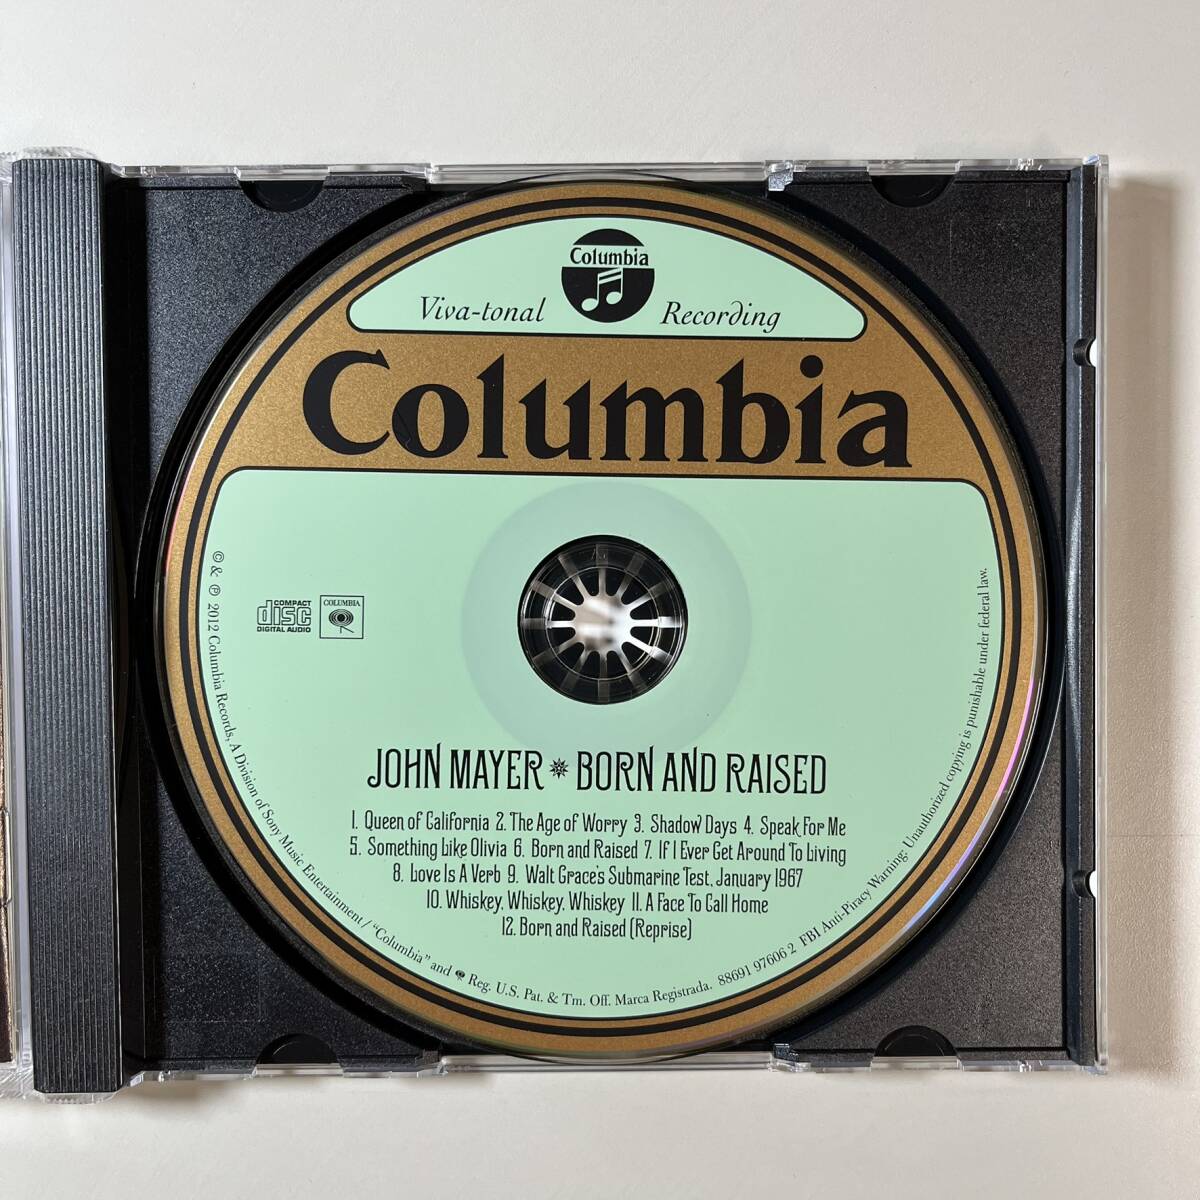 Columbia
Viva-tonal Recording
Columbia
COMPACT
disc
DIGITAL AUDIO
COLUMBIA
JOHN MAYER ✷ BORN AND RAISED
1. Queen of California 2. The Age of Worry 3. Shadow Days 4. Speak For Me
5. Something Like Olivia 6. Born and Raised 7. If I Ever Get Around To Living
8. Love Is A Verb 9. Walt Grace's Submarine Test, January 1967
10. Whiskey, Whiskey, Whiskey 11. A Face To Call Home
12. Born and Raised (Reprise)
© & ℗ 2012 Columbia Records, A Division of Sony Music Entertainment / "Columbia" and Reg. U.S. Pat. & Tm. Off. Marca Registrada. 88691 97606 2 FBI Anti-Piracy Warning: Unauthorized copying is punishable under federal law.